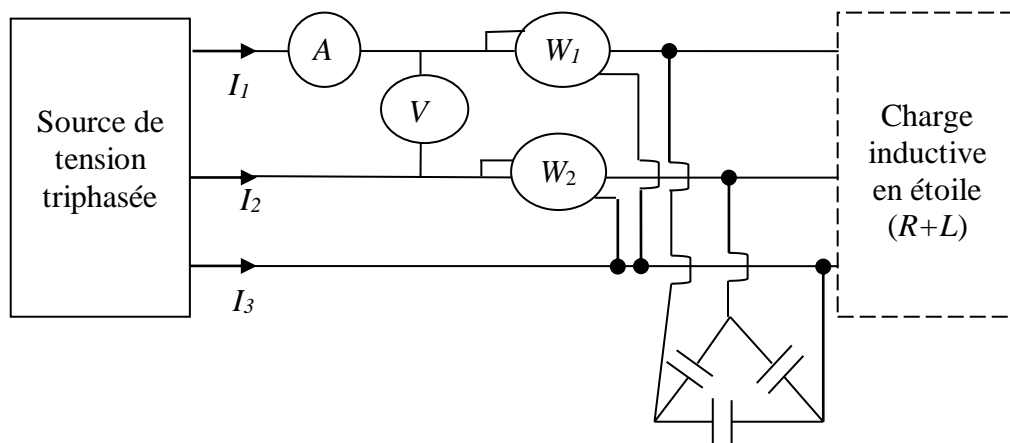 Source de
tension
triphasée
I1
A
V
W1
I2
W2
I3
Charge
inductive
en étoile
(R+L)